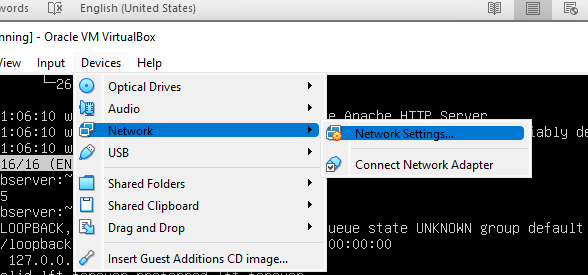 words English (United States)
nning] - Oracle VM VirtualBox
View Input Devices Help
└─26
Optical Drives
Audio
1:06:10 w e Apache HTTP Server
Network
1:06:10 w iably de
Network Settings...
1:06:10 w
USB
16/16 (EN
Connect Network Adapter
bserver:~
Shared Folders
5
Shared Clipboard
bserver:~
Drag and Drop
LOOPBACK, ueue state UNKNOWN group default
/loopback 00:00:00
127.0.0.
Insert Guest Additions CD image...